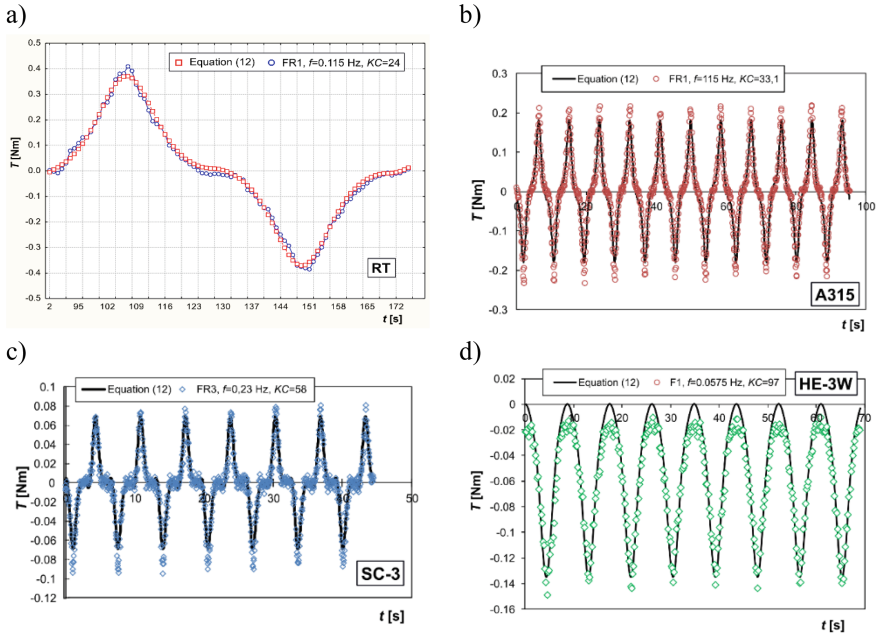 a)
0.5
0.4
0.3
0.2
0.1
0.0
-0.1
-0.2
-0.3
-0.4
-0.5
T [Nm]
Equation (12) FR1, f=0.115 Hz, KC=24
RT
2 95 102 109 116 123 130 137 144 151 158 165 172
t [s]
b)
0.3
0.2
0.1
0
-0.1
-0.2
-0.3
T [Nm]
Equation (12) FR1, f=115 Hz, KC=33,1
0 20 40 60 80 100
A315
t [s]
c)
0.1
0.08
0.06
0.04
0.02
0
-0.02
-0.04
-0.06
-0.08
-0.1
-0.12
T [Nm]
Equation (12) FR3, f=0,23 Hz, KC=58
0 10 20 30 40 50
SC-3
t [s]
d)
0.02
0
-0.02
-0.04
-0.06
-0.08
-0.1
-0.12
-0.14
-0.16
T [Nm]
Equation (12) F1, f=0.0575 Hz, KC=97
HE-3W
0 10 20 30 40 50 60 70
t [s]